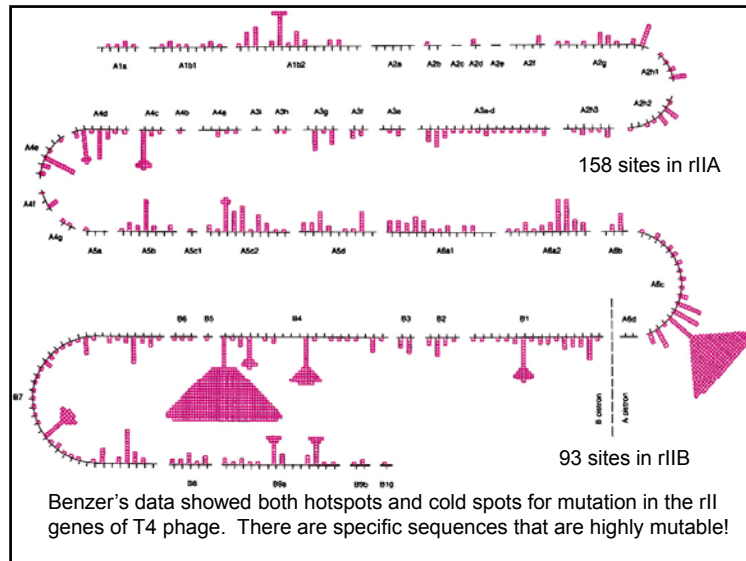 A1a A1b1 A1b2 A2a A2b A2c A2d A2e A2f A2g
A2h1
A2h2
A4d A4c A4b A4a A3i A3h A3g A3f A3e A3a-d A2h3
A4e
158 sites in rIIA
A4f
A4g
A5a A5b A5c1 A5c2 A5d A6a1 A6a2 A6b
A6c
A6d
B6 B5 B4 B3 B2 B1
B7
B cistron
A cistron
93 sites in rIIB
B8 B9a B9b B10
Benzer's data showed both hotspots and cold spots for mutation in the rII
genes of T4 phage. There are specific sequences that are highly mutable!